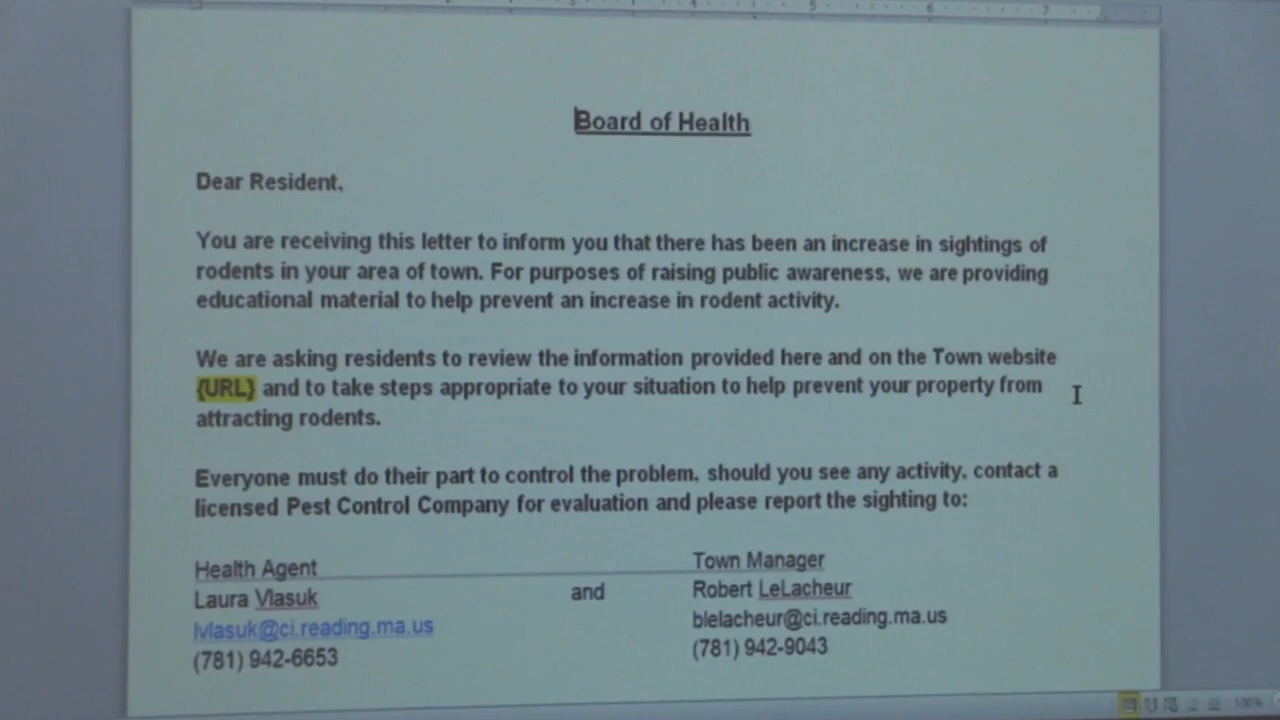 Board of Health
Dear Resident,
You are receiving this letter to inform you that there has been an increase in sightings of
rodents in your area of town. For purposes of raising public awareness, we are providing
educational material to help prevent an increase in rodent activity.
We are asking residents to review the information provided here and on the Town website
{URL} and to take steps appropriate to your situation to help prevent your property from
attracting rodents.
Everyone must do their part to control the problem, should you see any activity, contact a
licensed Pest Control Company for evaluation and please report the sighting to:
Health Agent
Town Manager
Laura Vlasuk
and
Robert LeLacheur
lvlasuk@ci.reading.ma.us
blelacheur@ci.reading.ma.us
(781) 942-6653
(781) 942-9043
100%